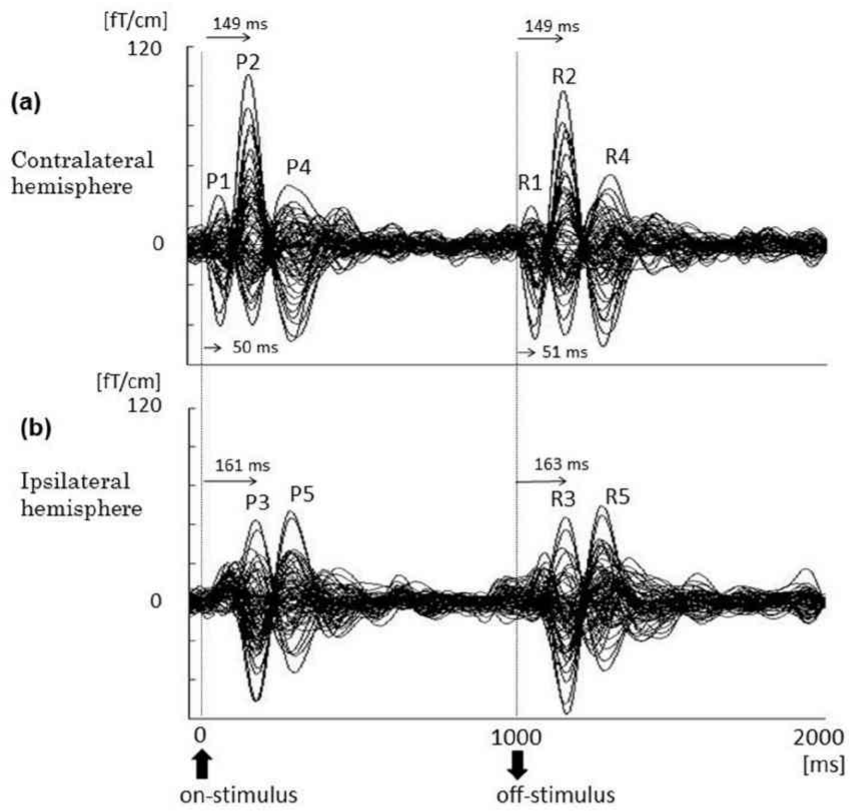 [fT/cm]
149 ms
149 ms
120
P2
R2
(a)
Contralateral
hemisphere
P1
P4
R1
R4
0
50 ms
51 ms
[fT/cm]
120
(b)
Ipsilateral
hemisphere
161 ms
163 ms
P3
P5
R3
R5
0
0
1000
2000
[ms]
on-stimulus
off-stimulus